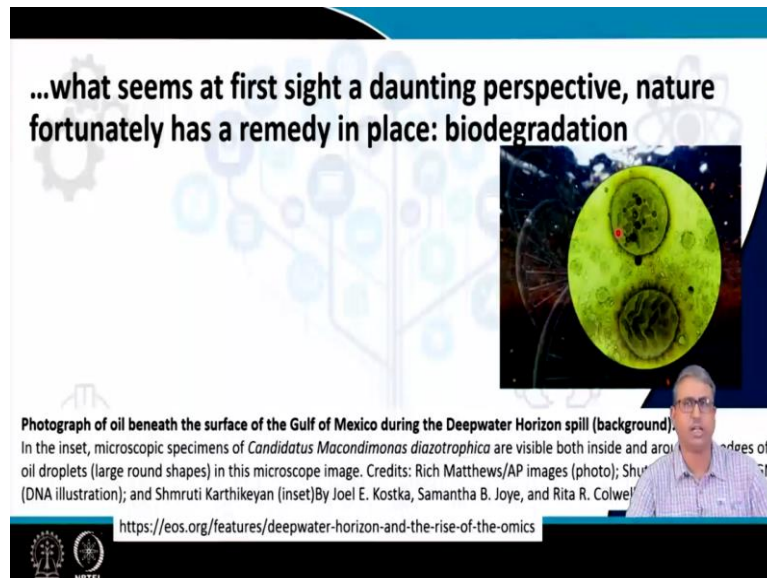 ...what seems at first sight a daunting perspective, nature
fortunately has a remedy in place: biodegradation
Photograph of oil beneath the surface of the Gulf of Mexico during the Deepwater Horizon spill (background).
In the inset, microscopic specimens of Candidatus Macondimonas diazotrophica are visible both inside and edges of
oil droplets (large round shapes) in this microscope image. Credits: Rich Matthews/AP images (photo);
(DNA illustration); and Shmruti Karthikeyan (inset)By Joel E. Kostka, Samantha B. Joye, and Rita R.
https://eos.org/features/deepwater-horizon-and-the-rise-of-the-omics